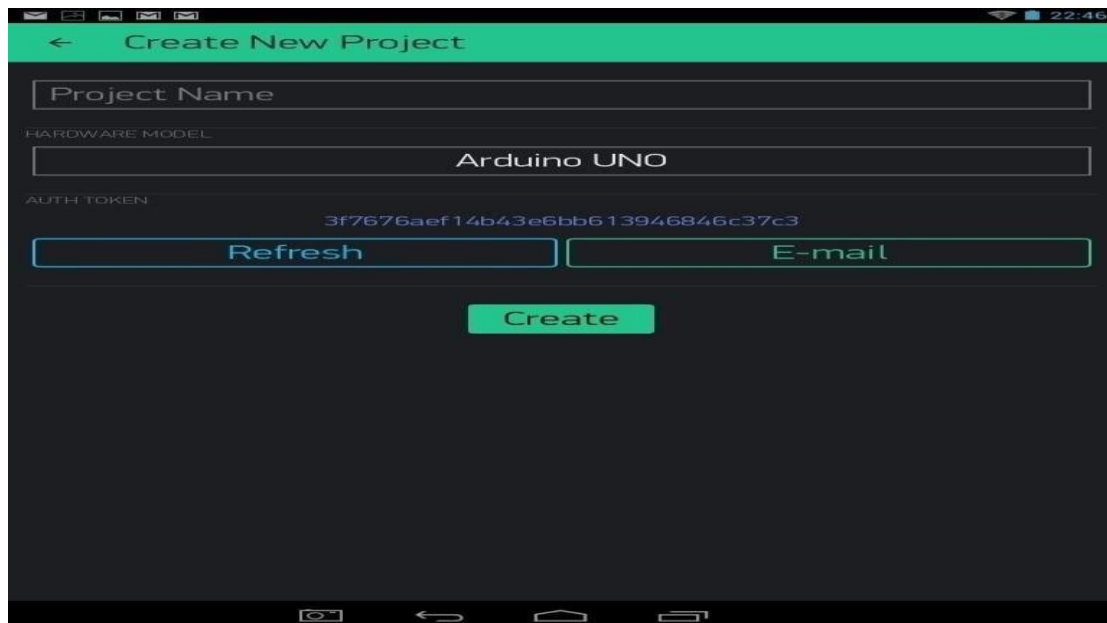 22:46
Create New Project
Project Name
HARDWARE MODEL
Arduino UNO
AUTH TOKEN
3f7676aef14b43e6bb613946846c37c3
Refresh E-mail
Create